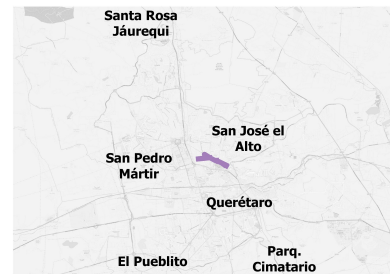 Santa Rosa
Jáurequi
San José el
Alto
San Pedro
Mártir
Querétaro
Parq.
Cimatario
El Pueblito